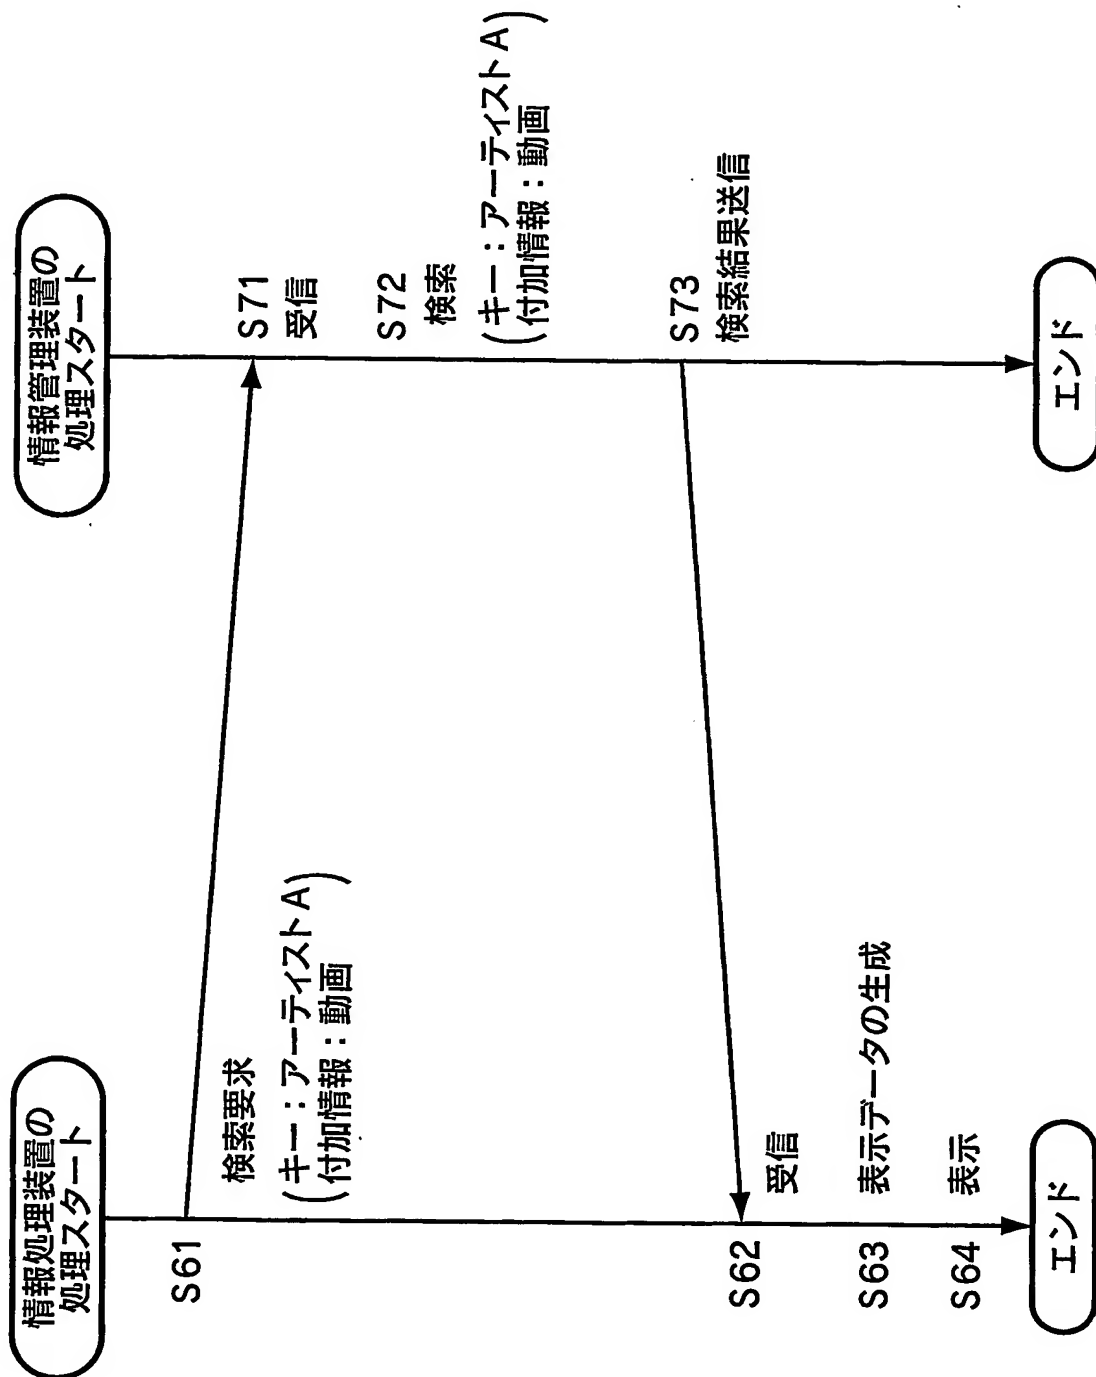 情報処理装置の
処理スタート
S61
検索要求
(キー：アーティストA
付加情報：動画)
S62
受信
S63
表示データの生成
S64
表示
エンド
情報管理装置の
処理スタート
S71
受信
S72
検索
(キー：アーティストA
付加情報：動画)
S73
検索結果送信
エンド